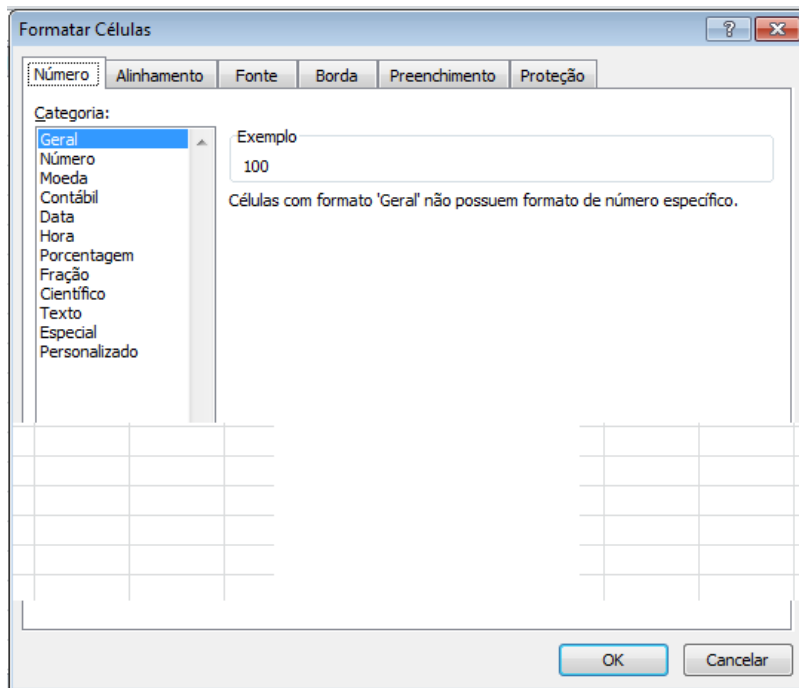 Formatar Células
Número Alinhamento Fonte Borda Preenchimento Proteção
Categoria:
Geral
Número
Moeda
Contábil
Data
Hora
Porcentagem
Fração
Científico
Texto
Especial
Personalizado
Exemplo
100
Células com formato 'Geral' não possuem formato de número específico.
OK Cancelar